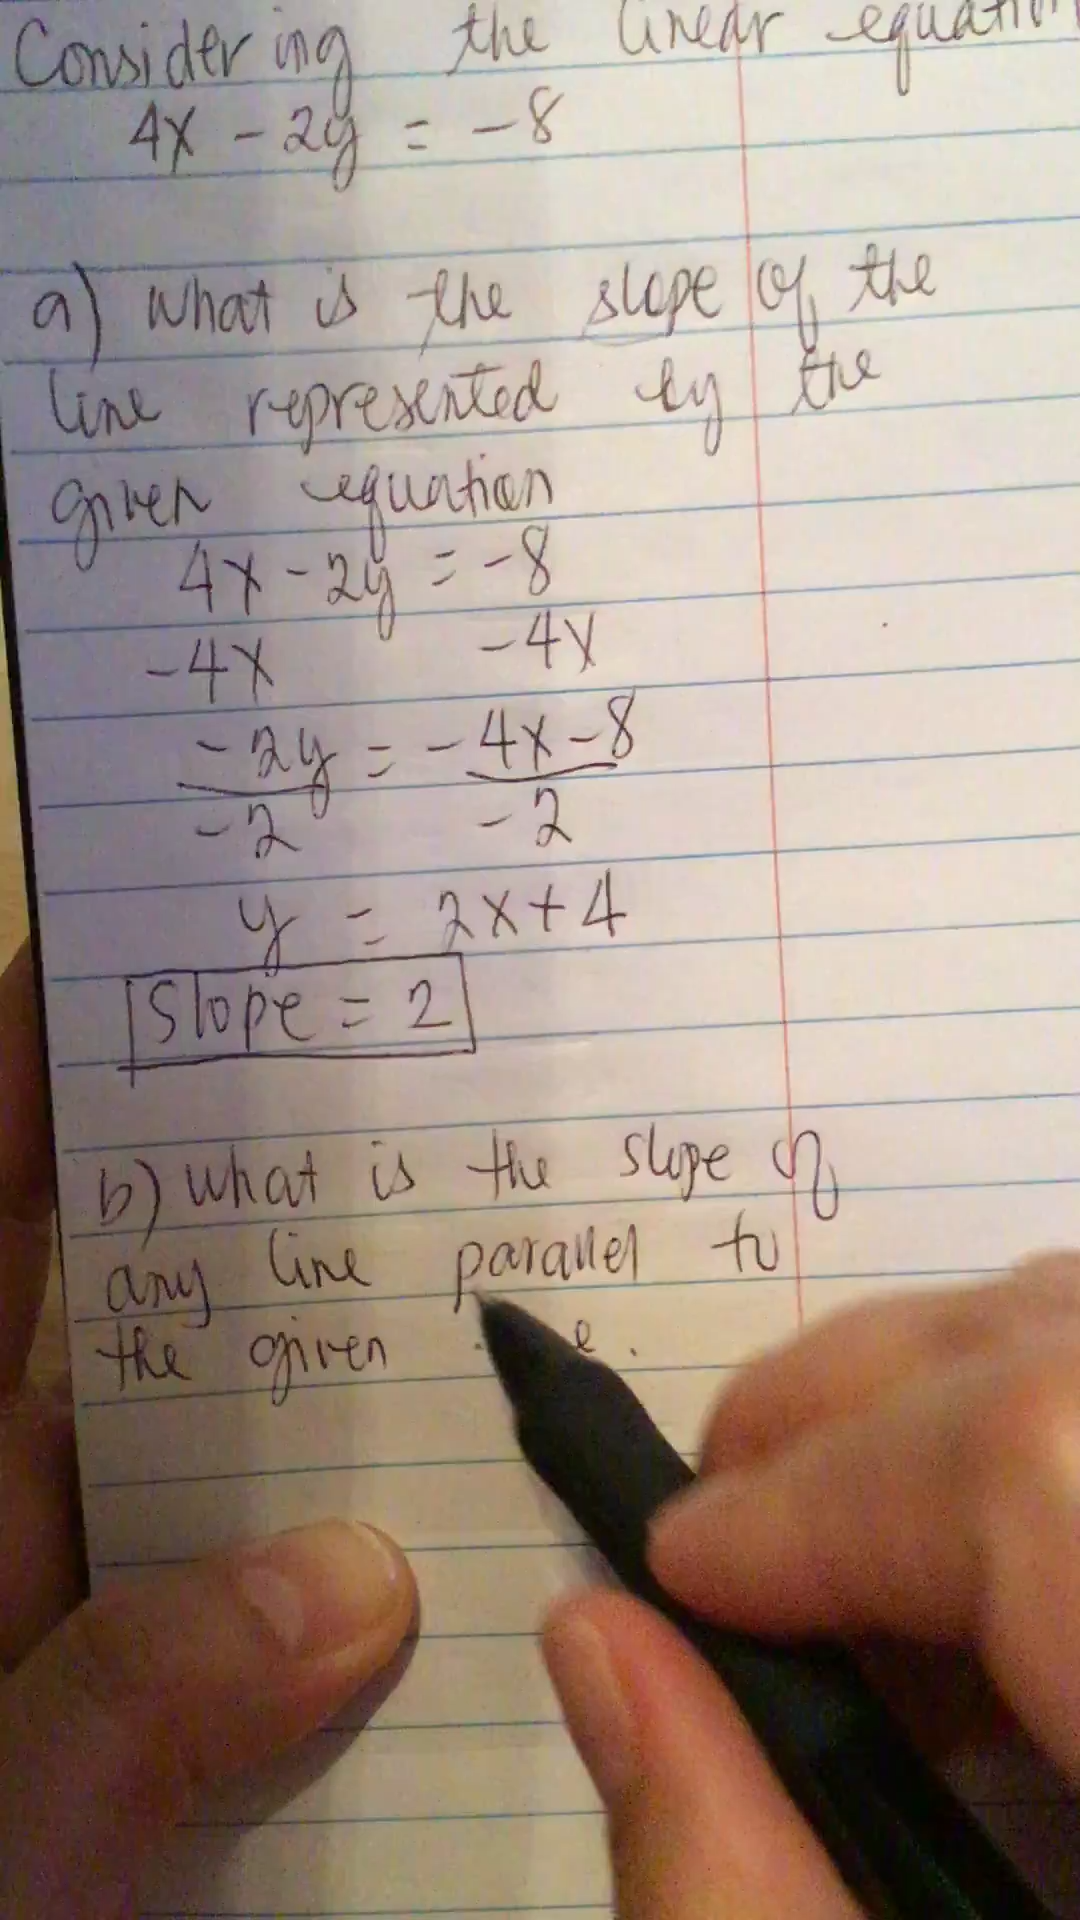 Considering the linear equation
4x - 2y = -8
a) what is the slope of the
line represented by the
given equation
4x - 2y = -8
-4x -4x
-2y = -4x - 8
-2 -2
y = 2x + 4
Slope = 2
b) what is the slope of
any line parallel to
the given